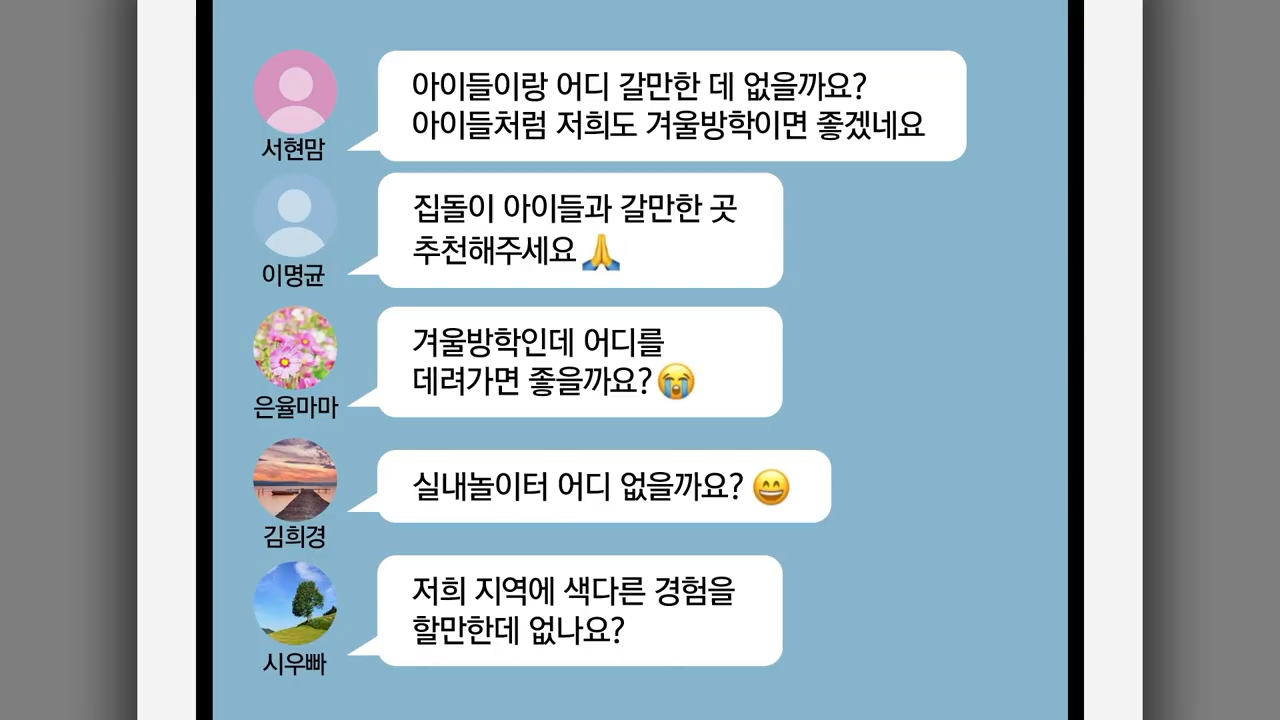 아이들이랑 어디 갈만한 데 없을까요?
아이들처럼 저희도 겨울방학이면 좋겠네요
서현맘
집돌이 아이들과 갈만한 곳
추천해주세요🙏
이명균
겨울방학인데 어디를
데려가면 좋을까요?😭
은율마마
실내놀이터 어디 없을까요? 😄
김희경
저희 지역에 색다른 경험을
할만한데 없나요?
시우빠